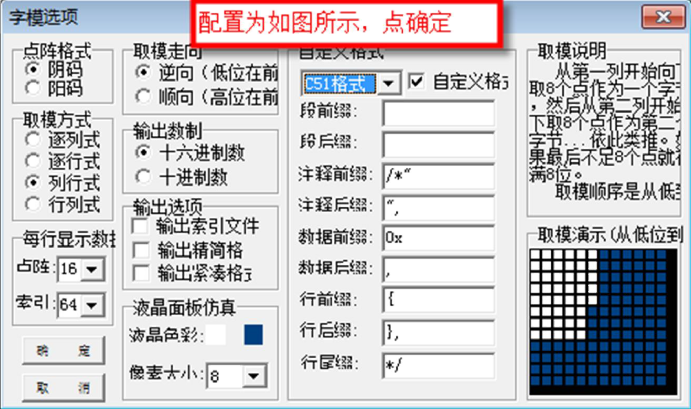 字模选项
配置为如图所示，点确定
点阵格式
阴码
阳码
取模方式
逐列式
逐行式
列行式
行列式
每行显示数据
点阵: 16
索引: 64
确 定
取 消
取模走向
逆向（低位在前
顺向（高位在前
输出数制
十六进制数
十进制数
输出选项
输出索引文件
输出精简格
输出紧凑格式
液晶面板仿真
液晶色彩:
像素大小: 8
自定义格式
C51格式
自定义格式
段前缀:
段后缀:
注释前缀: /*"
注释后缀: ",
数据前缀: 0x
数据后缀: ,
行前缀: {
行后缀: },
行尾缀: */
取模说明
从第一列开始向下
取8个点作为一个字节
，然后从第二列开始
下取8个点作为第二个
字节...依此类推。如
果最后不足8个点就补
满8位。
取模顺序是从低到
取模演示(从低位到